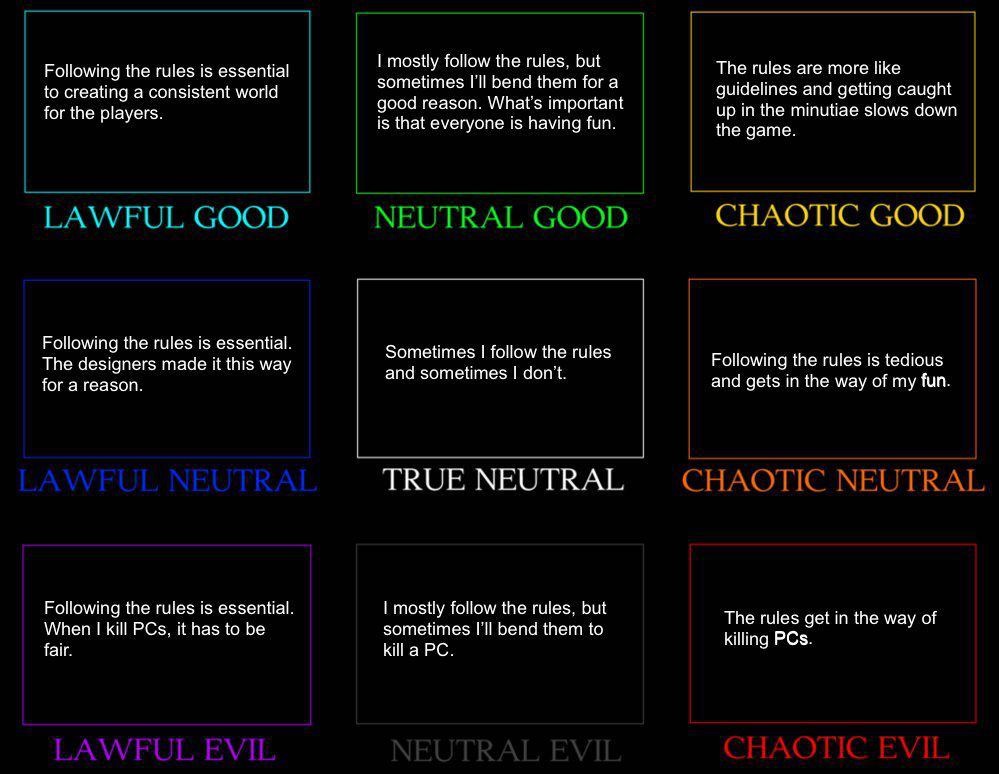 Following the rules is essential
to creating a consistent world
for the players.
LAWFUL GOOD
I mostly follow the rules, but
sometimes I'll bend them for a
good reason. What's important
is that everyone is having fun.
NEUTRAL GOOD
The rules are more like
guidelines and getting caught
up in the minutiae slows down
the game.
CHAOTIC GOOD
Following the rules is essential.
The designers made it this way
for a reason.
LAWFUL NEUTRAL
Sometimes I follow the rules
and sometimes I don't.
TRUE NEUTRAL
Following the rules is tedious
and gets in the way of my fun.
CHAOTIC NEUTRAL
Following the rules is essential.
When I kill PCs, it has to be
fair.
LAWFUL EVIL
I mostly follow the rules, but
sometimes I'll bend them to
kill a PC.
NEUTRAL EVIL
The rules get in the way of
killing PCs.
CHAOTIC EVIL